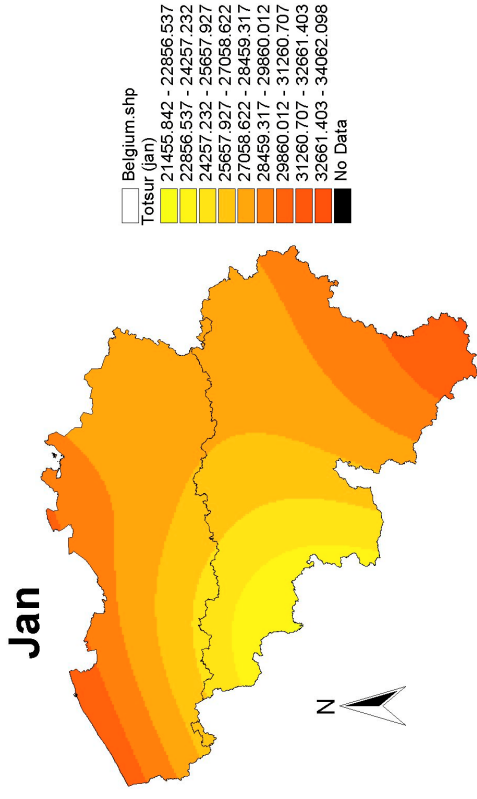 Jan
Belgium.shp
Totsur (jan)
21455.842 - 22856.537
22856.537 - 24257.232
24257.232 - 25657.927
25657.927 - 27058.622
27058.622 - 28459.317
28459.317 - 29860.012
29860.012 - 31260.707
31260.707 - 32661.403
32661.403 - 34062.098
No Data
N